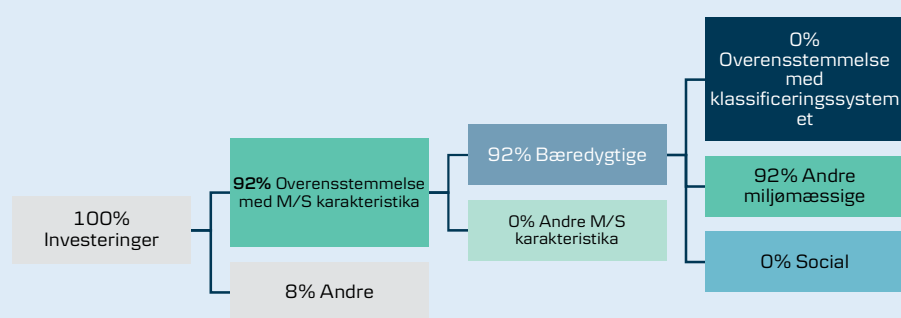 100%
Investeringer
92% Overensstemmelse
med M/S karakteristika
8% Andre
92% Bæredygtige
0% Andre M/S
karakteristika
0%
Overensstemmelse
med
klassificeringssystem
et
92% Andre
miljømæssige
0% Social